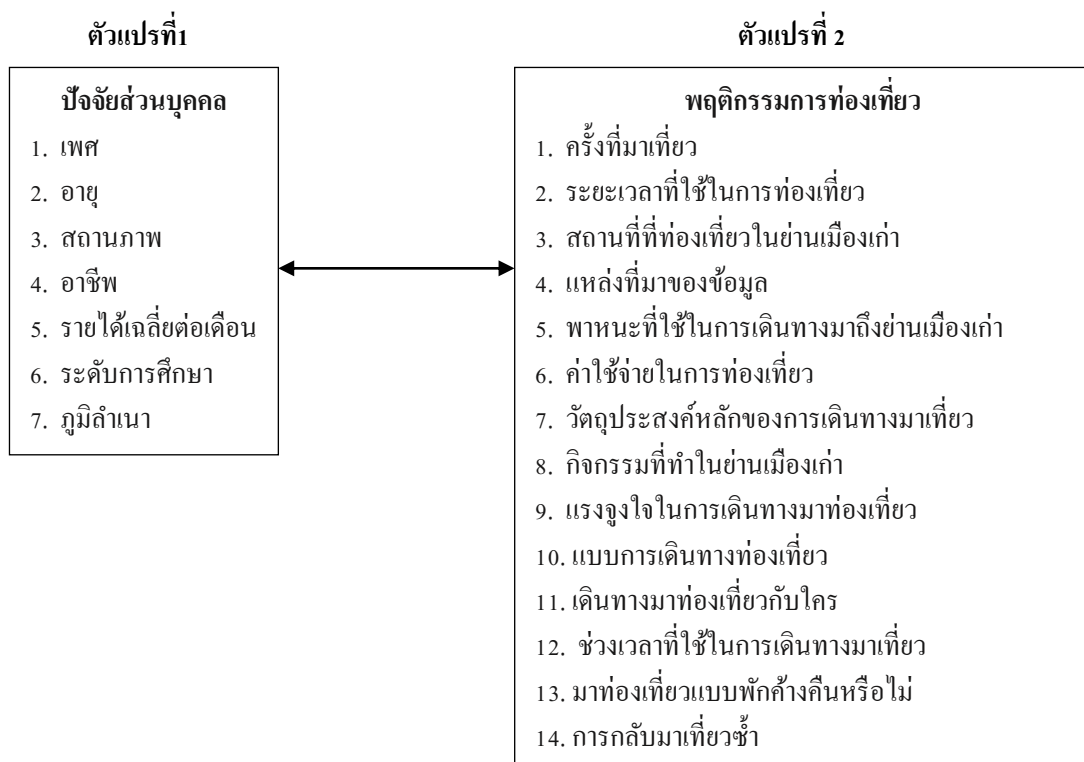 ตัวแปรที่1
ปัจจัยส่วนบุคคล
1. เพศ
2. อายุ
3. สถานภาพ
4. อาชีพ
5. รายได้เฉลี่ยต่อเดือน
6. ระดับการศึกษา
7. ภูมิลำเนา
ตัวแปรที่ 2
พฤติกรรมการท่องเที่ยว
1. ครั้งที่มาเที่ยว
2. ระยะเวลาที่ใช้ในการท่องเที่ยว
3. สถานที่ที่ท่องเที่ยวในย่านเมืองเก่า
4. แหล่งที่มาของข้อมูล
5. พาหนะที่ใช้ในการเดินทางมาถึงย่านเมืองเก่า
6. ค่าใช้จ่ายในการท่องเที่ยว
7. วัตถุประสงค์หลักของการเดินทางมาเที่ยว
8. กิจกรรมที่ทำในย่านเมืองเก่า
9. แรงจูงใจในการเดินทางมาท่องเที่ยว
10. แบบการเดินทางท่องเที่ยว
11. เดินทางมาท่องเที่ยวกับใคร
12. ช่วงเวลาที่ใช้ในการเดินทางมาเที่ยว
13. มาท่องเที่ยวแบบพักค้างคืนหรือไม่
14. การกลับมาเที่ยวซ้ำ